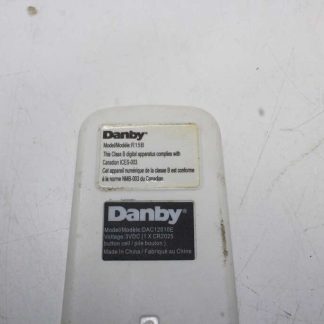 Danby
Model/Modèle:R15B
This Class B digital apparatus complies with
Canadian ICES-003
Cet appareil numérique de la classe B est conforme
à la norme NMB-003 du Canadian
Danby
Model/Modele:DAC12010E
Voltage:3VDC (1 X CR2025
button cell / pile bouton )
Made In China / Fabriqué au Chine